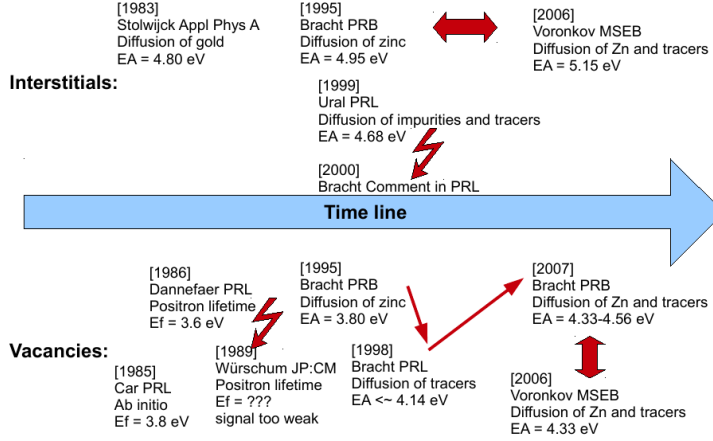 [1983]
Stolwijck Appl Phys A
Diffusion of gold
EA = 4.80 eV
[1995]
Bracht PRB
Diffusion of zinc
EA = 4.95 eV
[2006]
Voronkov MSEB
Diffusion of Zn and tracers
EA = 5.15 eV
Interstitials:
[1999]
Ural PRL
Diffusion of impurities and tracers
EA = 4.68 eV
[2000]
Bracht Comment in PRL
Time line
[1986]
Dannefaer PRL
Positron lifetime
Ef = 3.6 eV
[1995]
Bracht PRB
Diffusion of zinc
EA = 3.80 eV
[2007]
Bracht PRB
Diffusion of Zn and tracers
EA = 4.33-4.56 eV
Vacancies:
[1985]
Car PRL
Ab initio
Ef = 3.8 eV
[1989]
Würschum JP:CM
Positron lifetime
Ef = ???
signal too weak
[1998]
Bracht PRL
Diffusion of tracers
EA <~ 4.14 eV
[2006]
Voronkov MSEB
Diffusion of Zn and tracers
EA = 4.33 eV